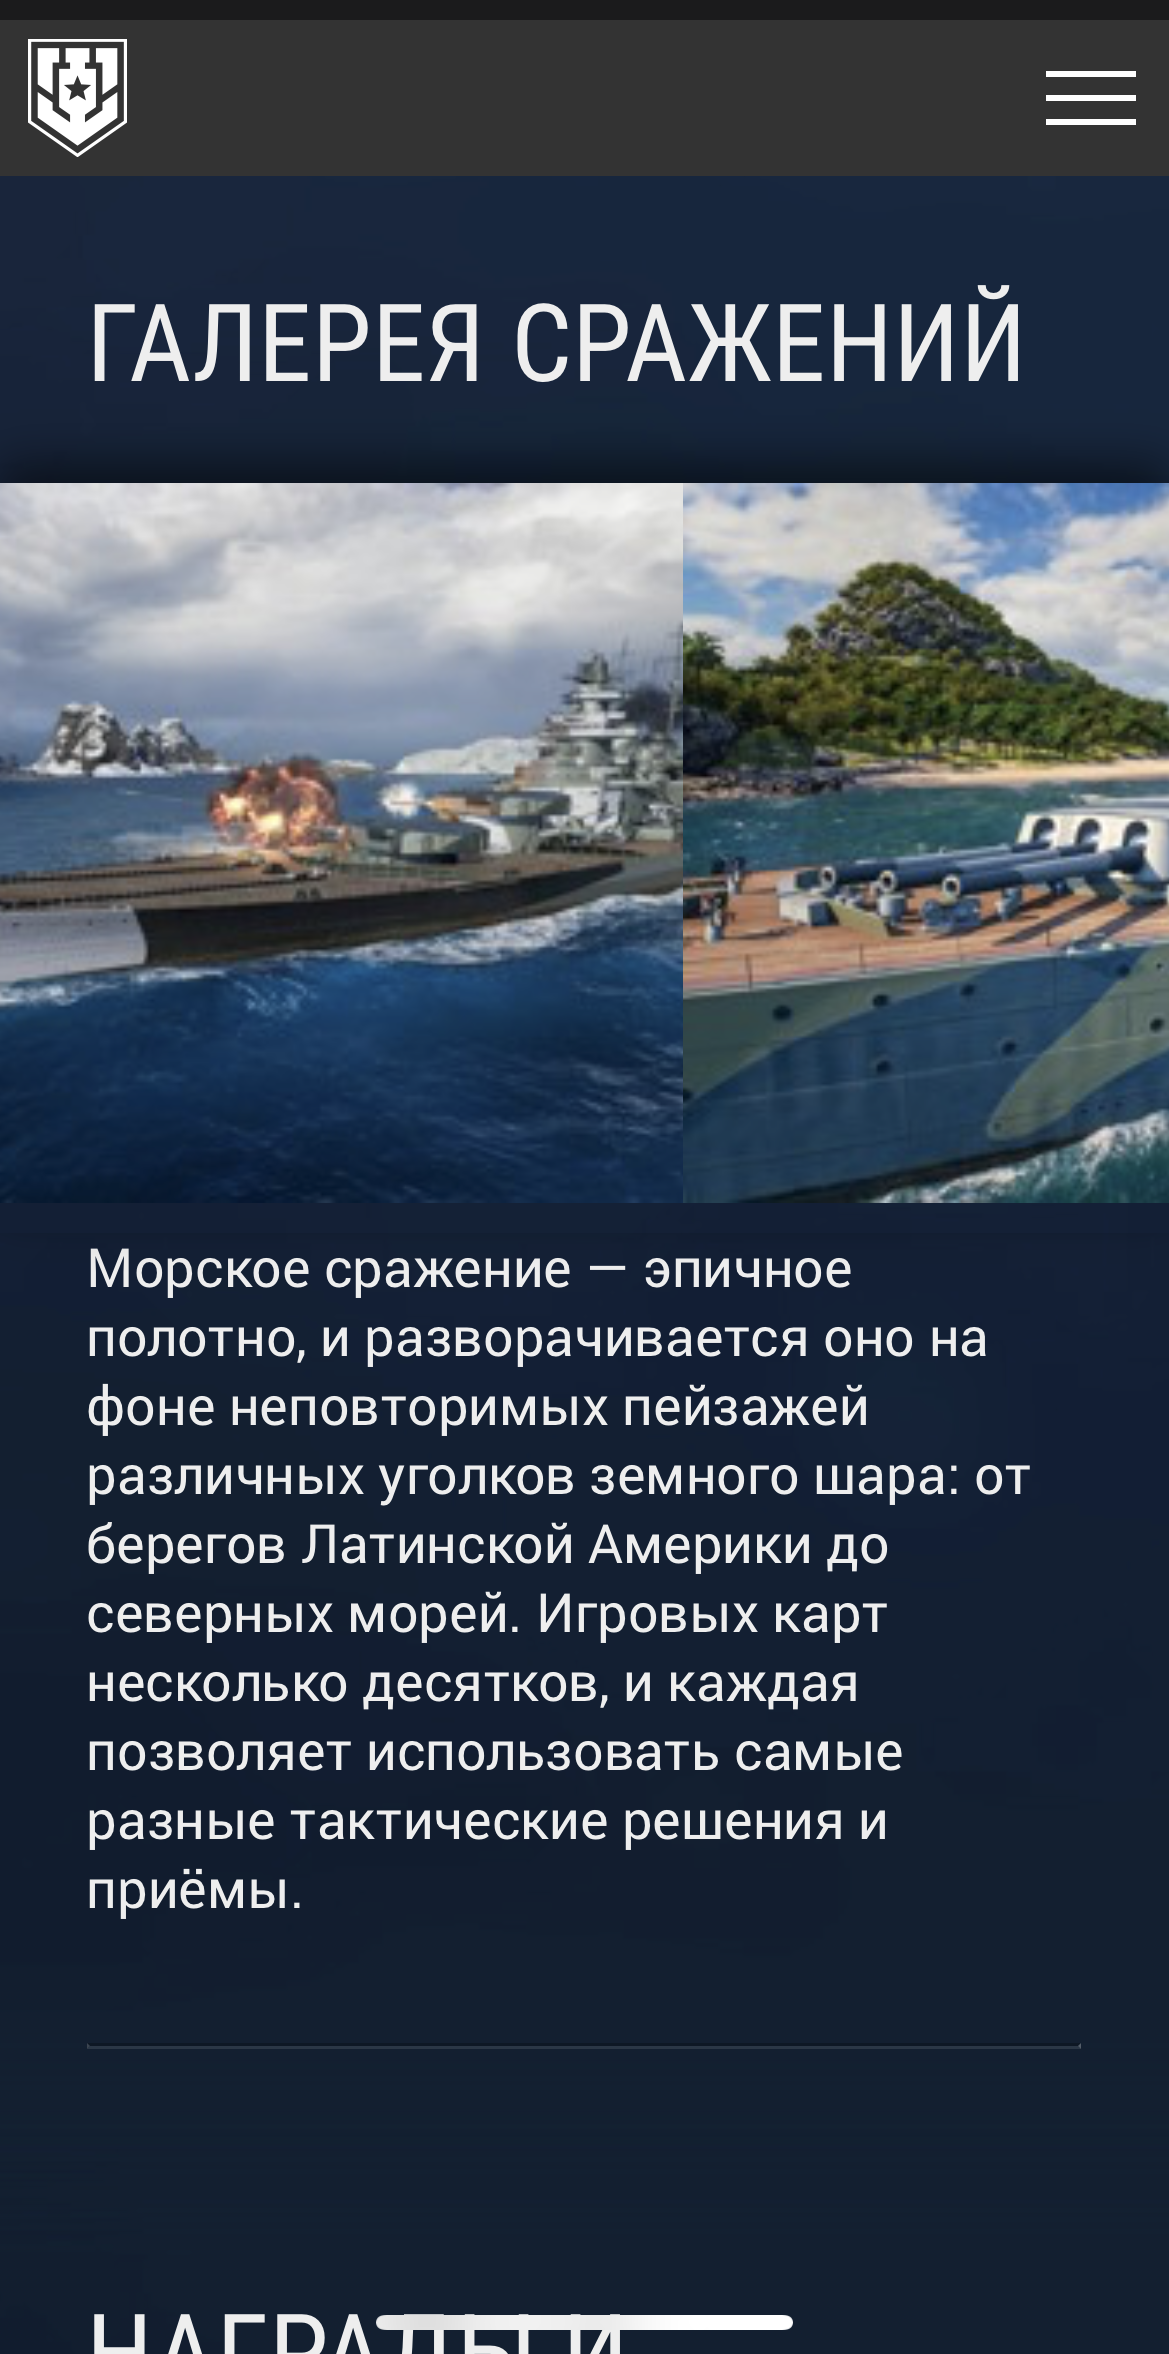 ГАЛЕРЕЯ СРАЖЕНИЙ
Морское сражение — эпичное
полотно, и разворачивается оно на
фоне неповторимых пейзажей
различных уголков земного шара: от
берегов Латинской Америки до
северных морей. Игровых карт
несколько десятков, и каждая
позволяет использовать самые
разные тактические решения и
приёмы.